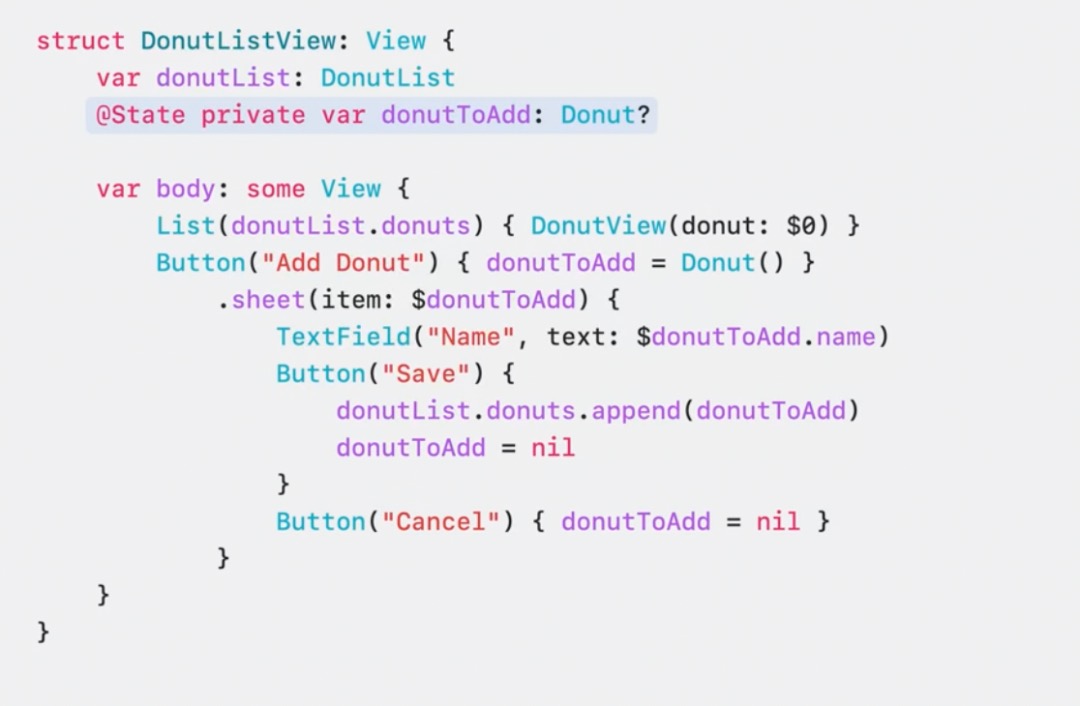 struct DonutListView: View {
    var donutList: DonutList
    @State private var donutToAdd: Donut?

    var body: some View {
        List(donutList.donuts) { DonutView(donut: $0) }
        Button("Add Donut") { donutToAdd = Donut() }
            .sheet(item: $donutToAdd) {
                TextField("Name", text: $donutToAdd.name)
                Button("Save") {
                    donutList.donuts.append(donutToAdd)
                    donutToAdd = nil
                }
                Button("Cancel") { donutToAdd = nil }
            }
    }
}